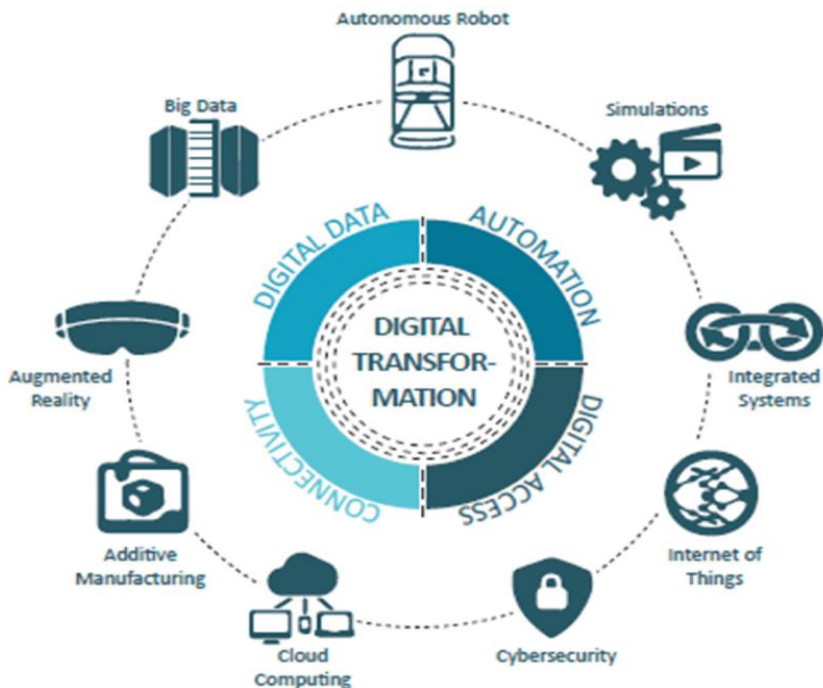 Autonomous Robot
Big Data
Simulations
DIGITAL DATA
AUTOMATION
DIGITAL
TRANSFOR-
MATION
Augmented
Reality
Integrated
Systems
CONNECTIVITY
DIGITAL ACCESS
Additive
Manufacturing
Internet of
Things
Cloud
Computing
Cybersecurity